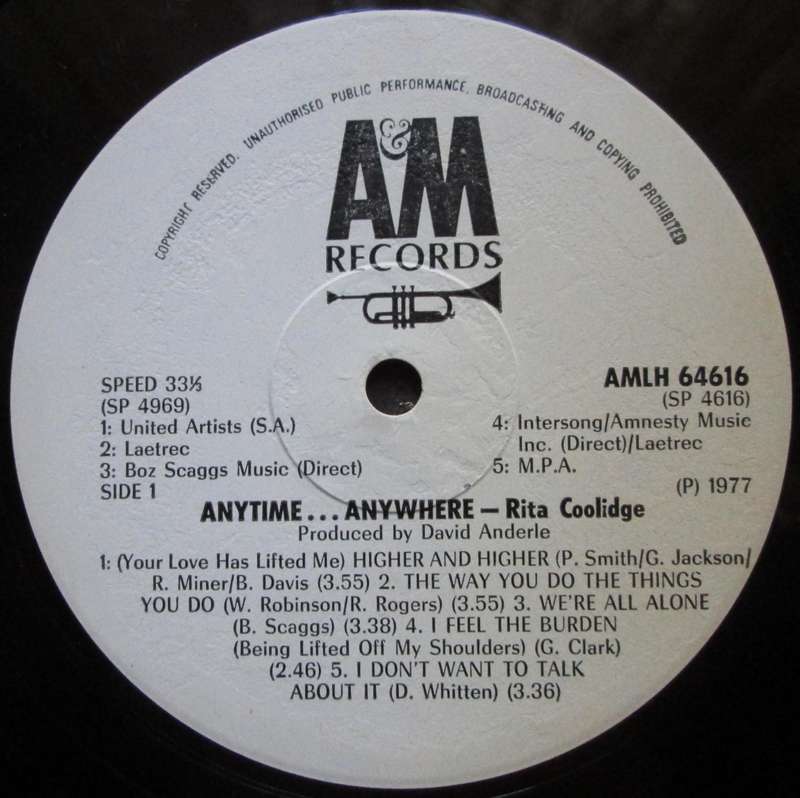 COPYRIGHT RESERVED. UNAUTHORISED PUBLIC PERFORMANCE, BROADCASTING AND COPYING PROHIBITED
A&M
RECORDS
SPEED 33⅓
(SP 4969)
1: United Artists (S.A.)
2: Laetrec
3: Boz Scaggs Music (Direct)
SIDE 1
AMLH 64616
(SP 4616)
4: Intersong/Amnesty Music
Inc. (Direct)/Laetrec
5: M.P.A.
(P) 1977
ANYTIME...ANYWHERE — Rita Coolidge
Produced by David Anderle
1: (Your Love Has Lifted Me) HIGHER AND HIGHER (P. Smith/G. Jackson/
R. Miner/B. Davis (3.55) 2. THE WAY YOU DO THE THINGS
YOU DO (W. Robinson/R. Rogers) (3.55) 3. WE'RE ALL ALONE
(B. Scaggs) (3.38) 4. I FEEL THE BURDEN
(Being Lifted Off My Shoulders) (G. Clark)
(2.46) 5. I DON'T WANT TO TALK
ABOUT IT (D. Whitten) (3.36)